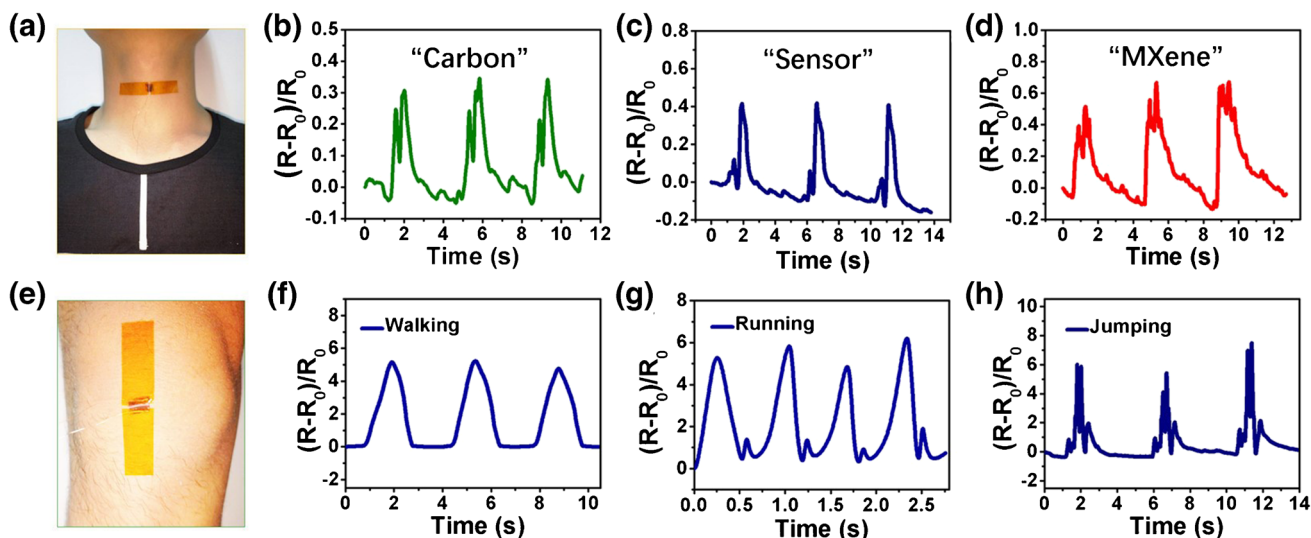 (a)
(b)
"Carbon"
(R-R₀)/R₀
0.5
0.4
0.3
0.2
0.1
0.0
-0.1
0 2 4 6 8 10 12
Time (s)
(c)
"Sensor"
(R-R₀)/R₀
0.8
0.6
0.4
0.2
0.0
-0.2
0 2 4 6 8 10 12 14
Time (s)
(d)
"MXene"
(R-R₀)/R₀
1.0
0.8
0.6
0.4
0.2
0.0
-0.2
0 2 4 6 8 10 12
Time (s)
(e)
(f)
Walking
(R-R₀)/R₀
8
6
4
2
0
-2
0 2 4 6 8 10
Time (s)
(g)
Running
(R-R₀)/R₀
8
6
4
2
0
0.0 0.5 1.0 1.5 2.0 2.5
Time (s)
(h)
Jumping
(R-R₀)/R₀
10
8
6
4
2
0
-2
0 2 4 6 8 10 12 14
Time (s)